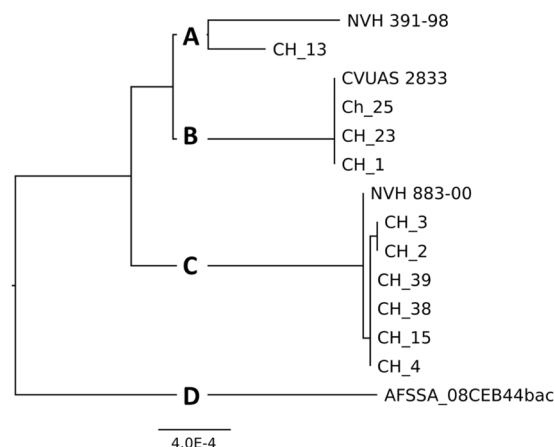 NVH 391-98
A
CH_13
CVUAS 2833
Ch_25
B
CH_23
CH_1
NVH 883-00
CH_3
CH_2
C
CH_39
CH_38
CH_15
CH_4
D
AFSSA_08CEB44bac
4.0E-4